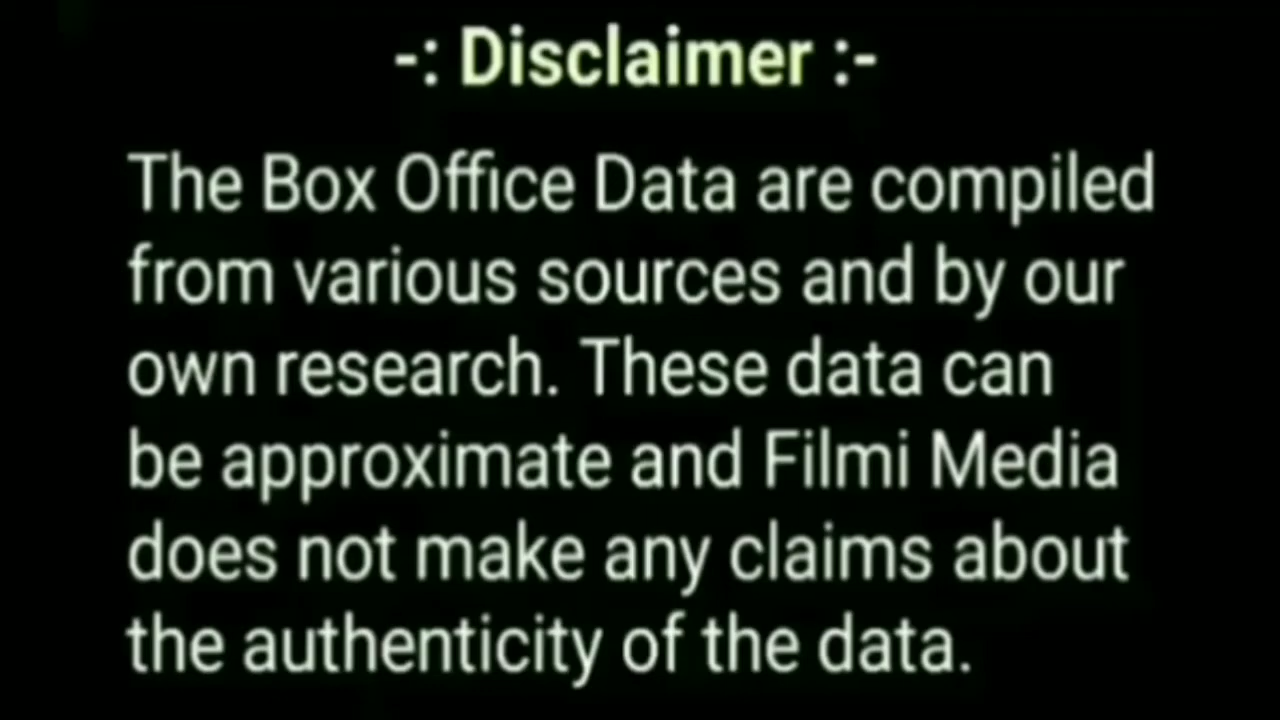 -: Disclaimer :-
The Box Office Data are compiled
from various sources and by our
own research. These data can
be approximate and Filmi Media
does not make any claims about
the authenticity of the data.